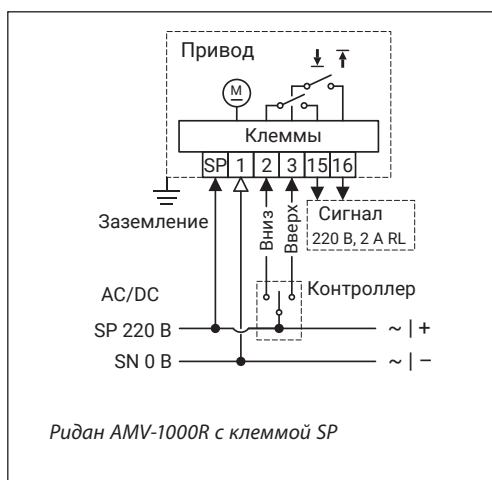 Привод
M
Клеммы
SP 1 2 3 15 16
Заземление
Вниз
Вверх
Сигнал
220 В, 2 A RL
AC/DC
Контроллер
SP 220 В
~ | +
SN 0 В
~ | −
Ридан AMV-1000R с клеммой SP